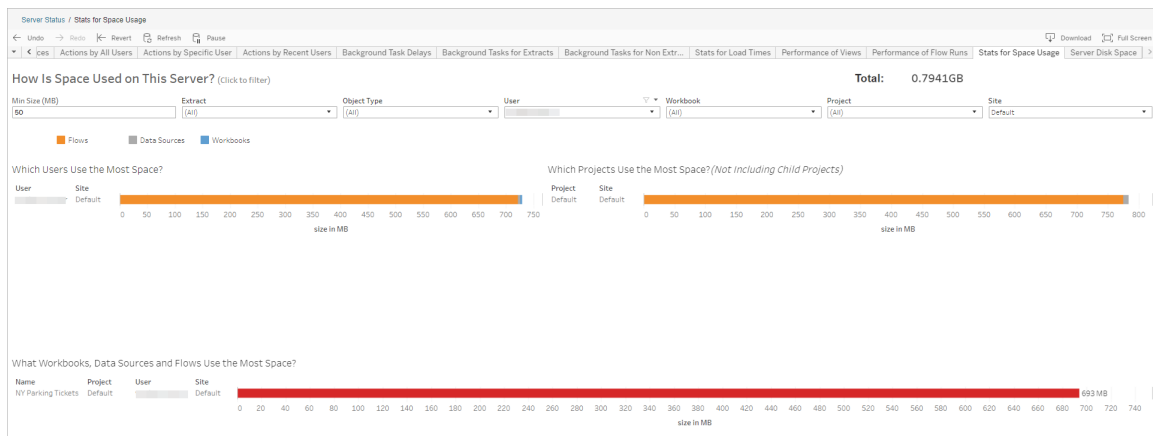 Server Status / Stats for Space Usage
Undo Redo Revert Refresh Pause Download Full Screen
ces Actions by All Users Actions by Specific User Actions by Recent Users Background Task Delays Background Tasks for Extracts Background Tasks for Non Extr... Stats for Load Times Performance of Views Performance of Flow Runs Stats for Space Usage Server Disk Space
How Is Space Used on This Server? (Click to filter) Total: 0.7941GB
Min Size (MB) Extract Object Type User Workbook Project Site
50 (All) (All) (All) (All) Default
Flows Data Sources Workbooks
Which Users Use the Most Space? Which Projects Use the Most Space? (Not Including Child Projects)
User Site Project Site
Default Default Default
0 50 100 150 200 250 300 350 400 450 500 550 600 650 700 750 0 50 100 150 200 250 300 350 400 450 500 550 600 650 700 750 800
size in MB size in MB
What Workbooks, Data Sources and Flows Use the Most Space?
Name Project User Site
NY Parking Tickets Default Default 693 MB
0 20 40 60 80 100 120 140 160 180 200 220 240 260 280 300 320 340 360 380 400 420 440 460 480 500 520 540 560 580 600 620 640 660 680 700 720 740
size in MB